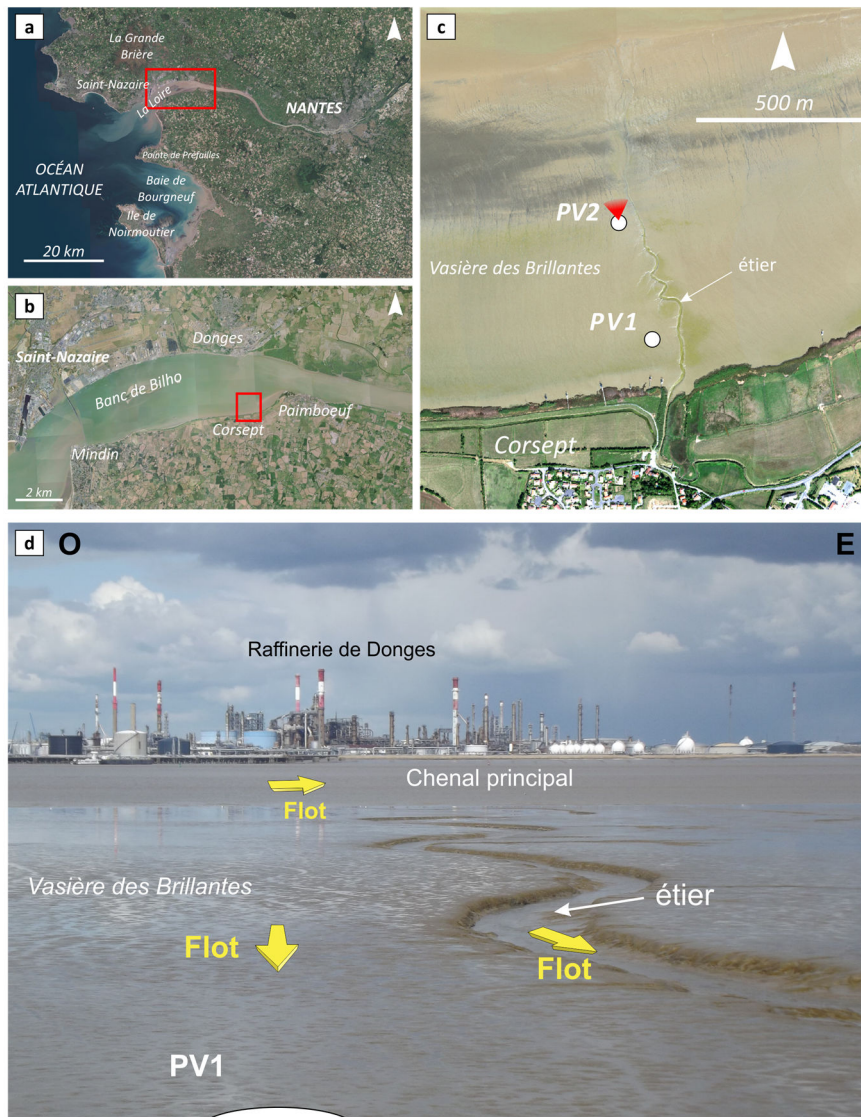 a
La Grande
Brière
Saint-Nazaire
La Loire
NANTES
Pointe de Préfailles
OCÉAN
ATLANTIQUE
Baie de
Bourgneuf
Ile de
Noirmoutier
20 km
b
Donges
Saint-Nazaire
Banc de Bilho
Paimboeuf
Corsept
Mindin
2 km
c
500 m
PV2
Vasière des Brillantes
étier
PV1
Corsept
d
O
E
Raffinerie de Donges
Chenal principal
Flot
Vasière des Brillantes
étier
Flot
Flot
PV1